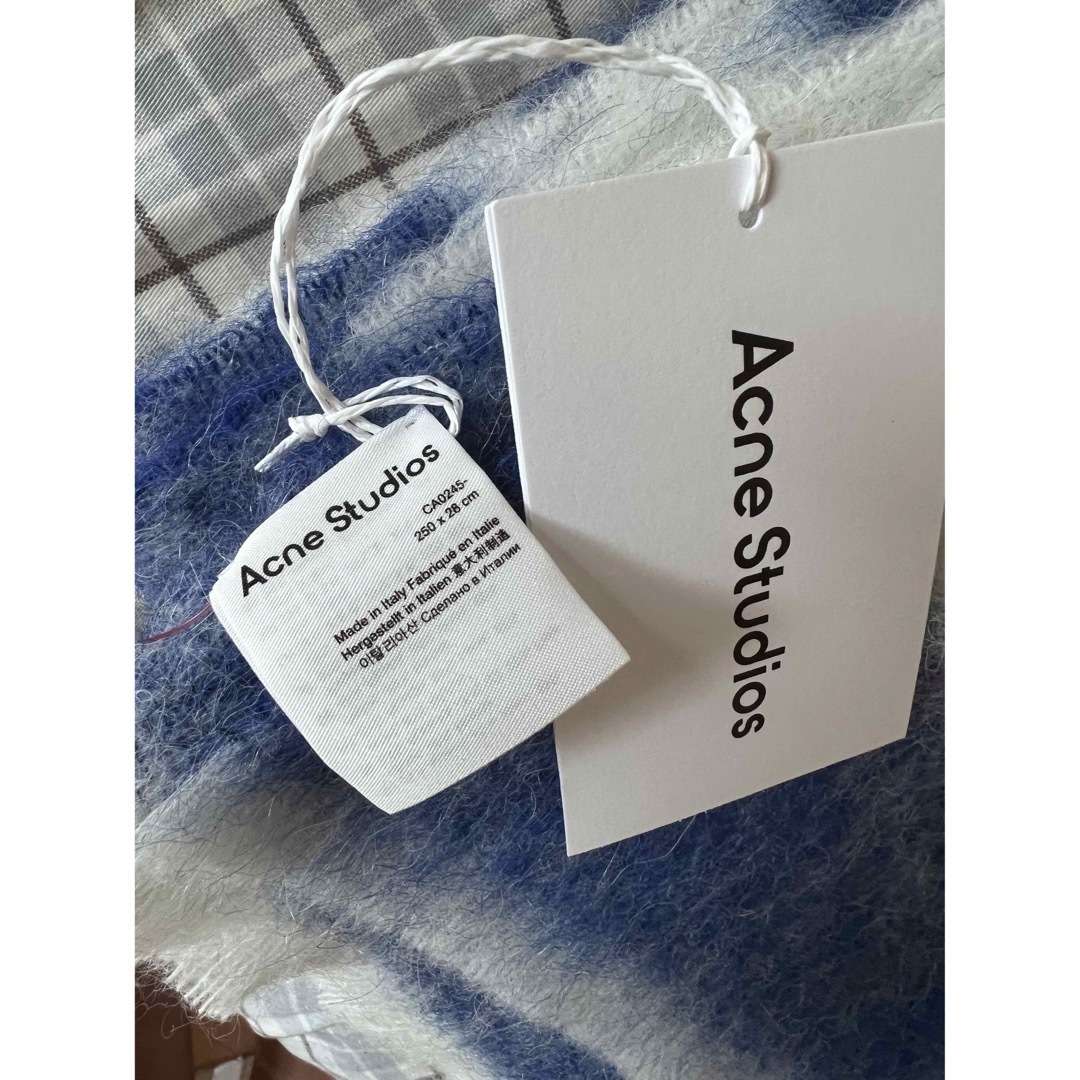 Acne Studios
CA0245-
250 x 28 cm
Made in Italy Fabriqué en Italie
Hergestellt in Italien 意大利制造
이탈리아산 Сделано в Италии
Acne Studios